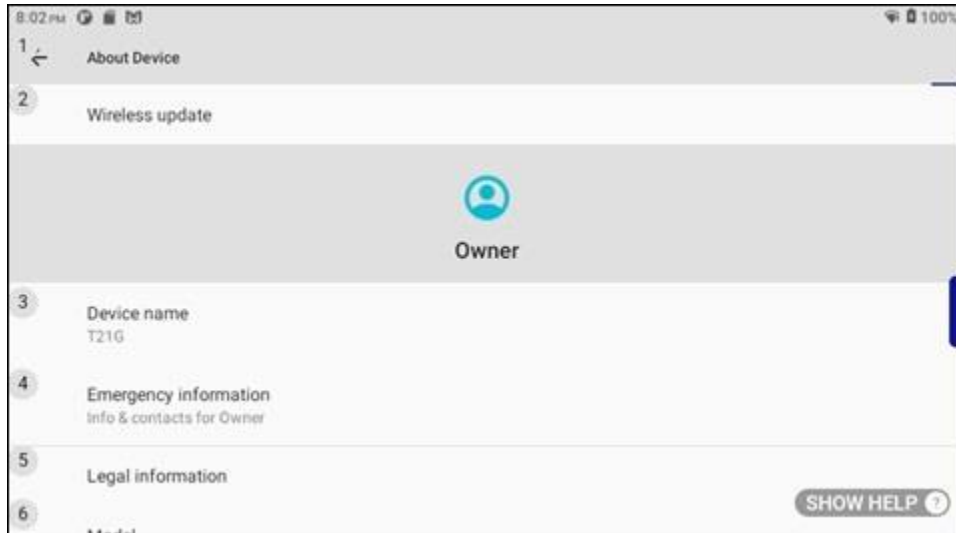 8:02 PM 100%
1 About Device
2
Wireless update
Owner
3
Device name
T21G
4
Emergency information
Info & contacts for Owner
5
Legal information
SHOW HELP ?
6
Model